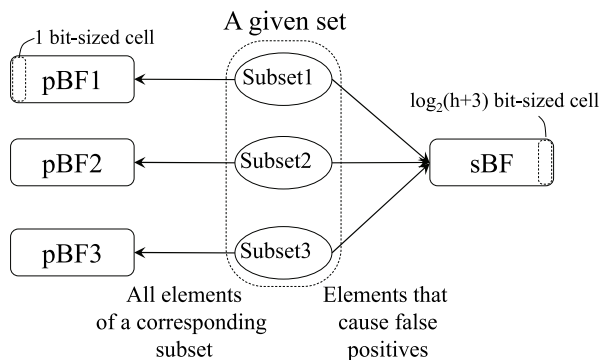 A given set
1 bit-sized cell
pBF1
Subset1
log₂(h+3) bit-sized cell
pBF2
Subset2
sBF
pBF3
Subset3
All elements
of a corresponding
subset
Elements that
cause false
positives